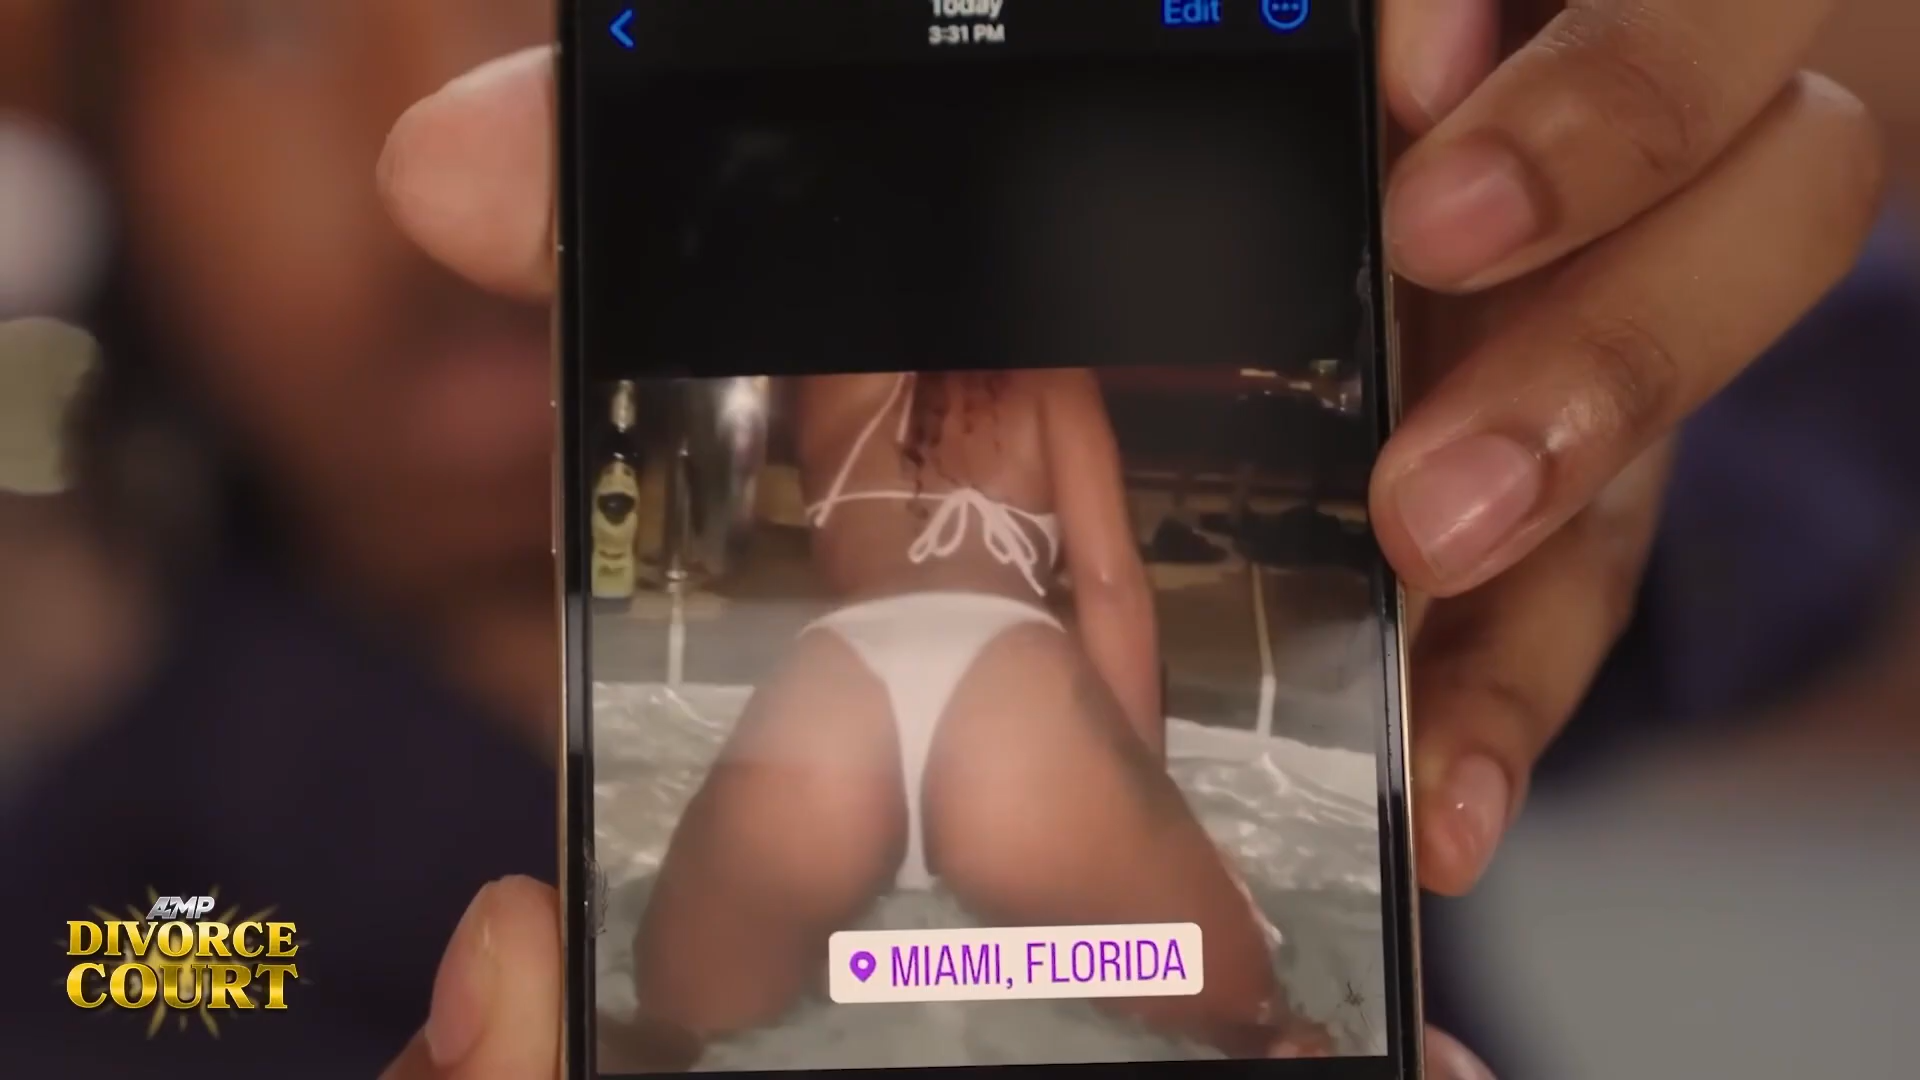 Today
Edit
3:31 PM
MIAMI, FLORIDA
AMP
DIVORCE
COURT